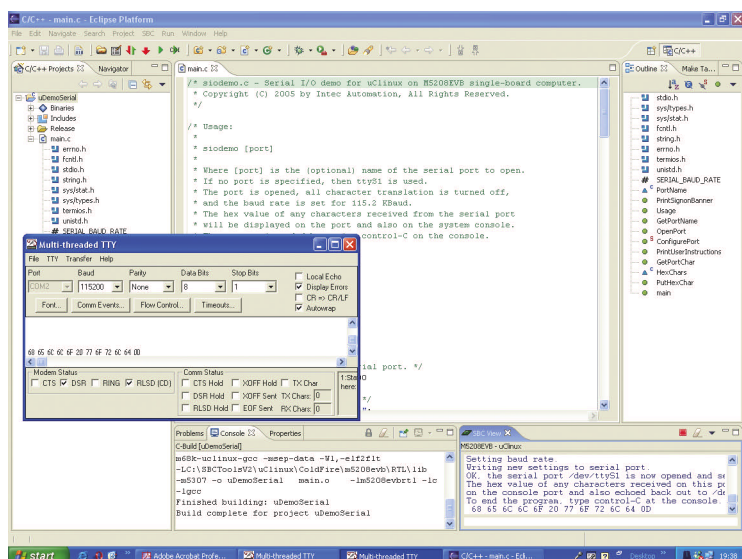 C/C++ - main.c - Eclipse Platform
File Edit Navigate Search Project SBC Run Window Help
C/C++
C/C++ Projects
Navigator
main.c
Outline
Make Ta...
uDemoSerial
Binaries
Includes
Release
main.c
errno.h
fcntl.h
stdio.h
string.h
sys/stat.h
sys/types.h
termios.h
unistd.h
# SERIAL_BAUD_RATE
/* siodemo.c - Serial I/O demo for uClinux on M5208EVB single-board computer.
* Copyright (C) 2005 by Intec Automation, All Rights Reserved.
*/
/* Usage:
*
* siodemo [port]
*
* Where [port] is the (optional) name of the serial port to open.
* If no port is specified, then ttyS1 is used.
* The port is opened, all character translation is turned off,
* and the baud rate is set for 115.2 KBaud.
* The hex value of any characters received from the serial port
* will be displayed on the port and also on the system console.
control-C on the console.
ial port. */
*/
stdio.h
sys/types.h
sys/stat.h
fcntl.h
string.h
errno.h
termios.h
unistd.h
# SERIAL_BAUD_RATE
PortName
PrintSignonBanner
Usage
GetPortName
OpenPort
ConfigurePort
PrintUserInstructions
GetPortChar
HexChars
PutHexChar
main
Multi-threaded TTY
File TTY Transfer Help
Port Baud Parity Data Bits Stop Bits
COM2 115200 None 8 1
Local Echo
Display Errors
CR => CR/LF
Autowrap
Font... Comm Events... Flow Control... Timeouts...
68 65 6C 6C 6F 20 77 6F 72 6C 64 0D
Modem Status
CTS DSR RING RLSD (CD)
Comm Status
CTS Hold XOFF Hold TX Char
DSR Hold XOFF Sent TX Chars: 0
RLSD Hold EOF Sent RX Chars: 0
here:
Problems Console Properties
C-Build [uDemoSerial]
m68k-uclinux-gcc -msep-data -Wl,-elf2flt
-LC:\SBCToolsV2\uClinux\ColdFire\m5208evb\RTL\lib
-m5307 -o uDemoSerial main.o -lm5208evbrtl -lc
-lgcc
Finished building: uDemoSerial
Build complete for project uDemoSerial
SBC View
M5208EVB - uClinux
Setting baud rate.
Writing new settings to serial port.
OK, the serial port /dev/ttyS1 is now opened and se
The hex value of any characters received on this po
on the console port and also echoed back out to /de
To end the program, type control-C at the console.
68 65 6C 6C 6F 20 77 6F 72 6C 64 0D
start
Adobe Acrobat Profe...
Multi-threaded TTY
Multi-threaded TTY
C/C++ - main.c - Ecli...
Desktop
19:38